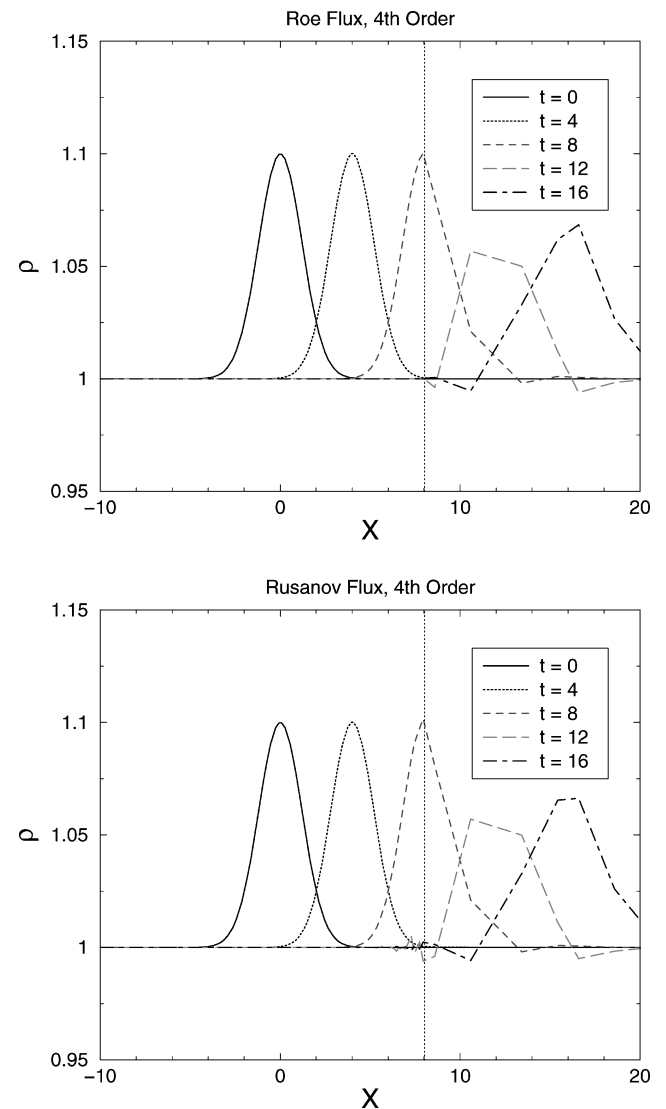 Roe Flux, 4th Order
1.15
1.1
1.05
1
0.95
ρ
t = 0
t = 4
t = 8
t = 12
t = 16
−10
0
10
20
X
Rusanov Flux, 4th Order
1.15
1.1
1.05
1
0.95
ρ
t = 0
t = 4
t = 8
t = 12
t = 16
−10
0
10
20
X